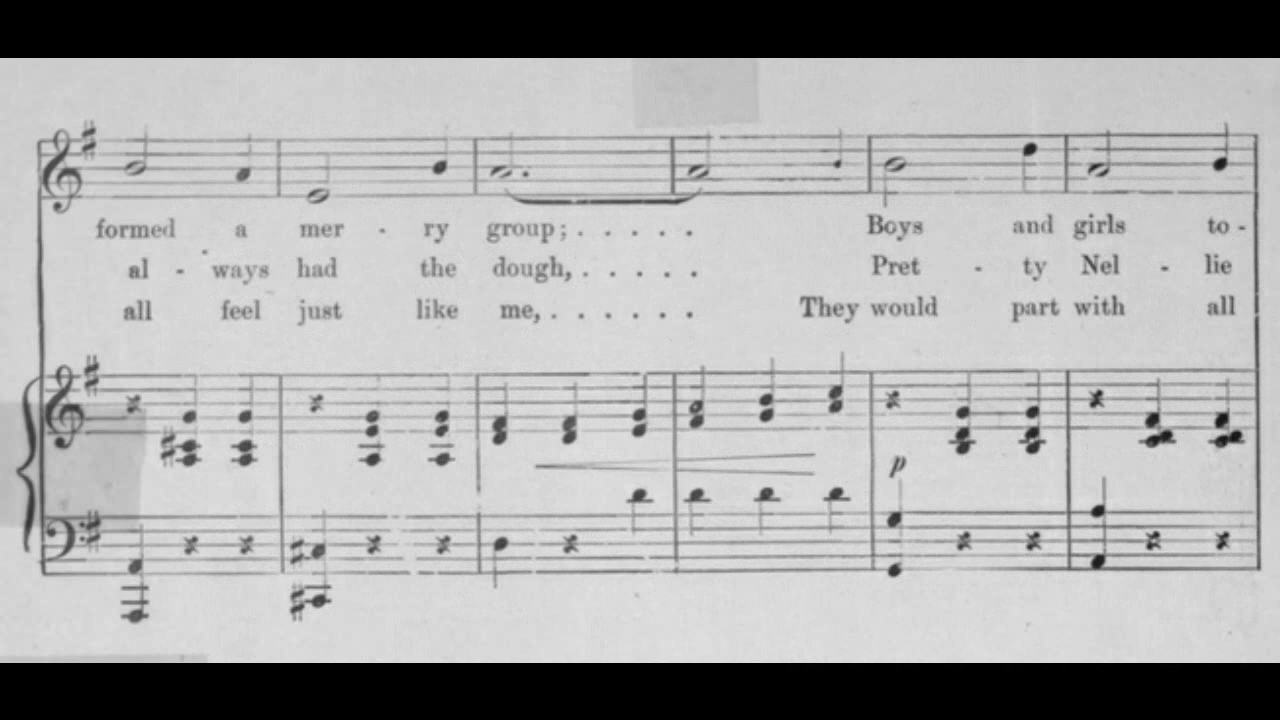 formed a mer - ry group; . . . . . Boys and girls to -
al - ways had the dough, . . . . . Pret - ty Nel - lie
all feel just like me, . . . . . . They would part with all
p